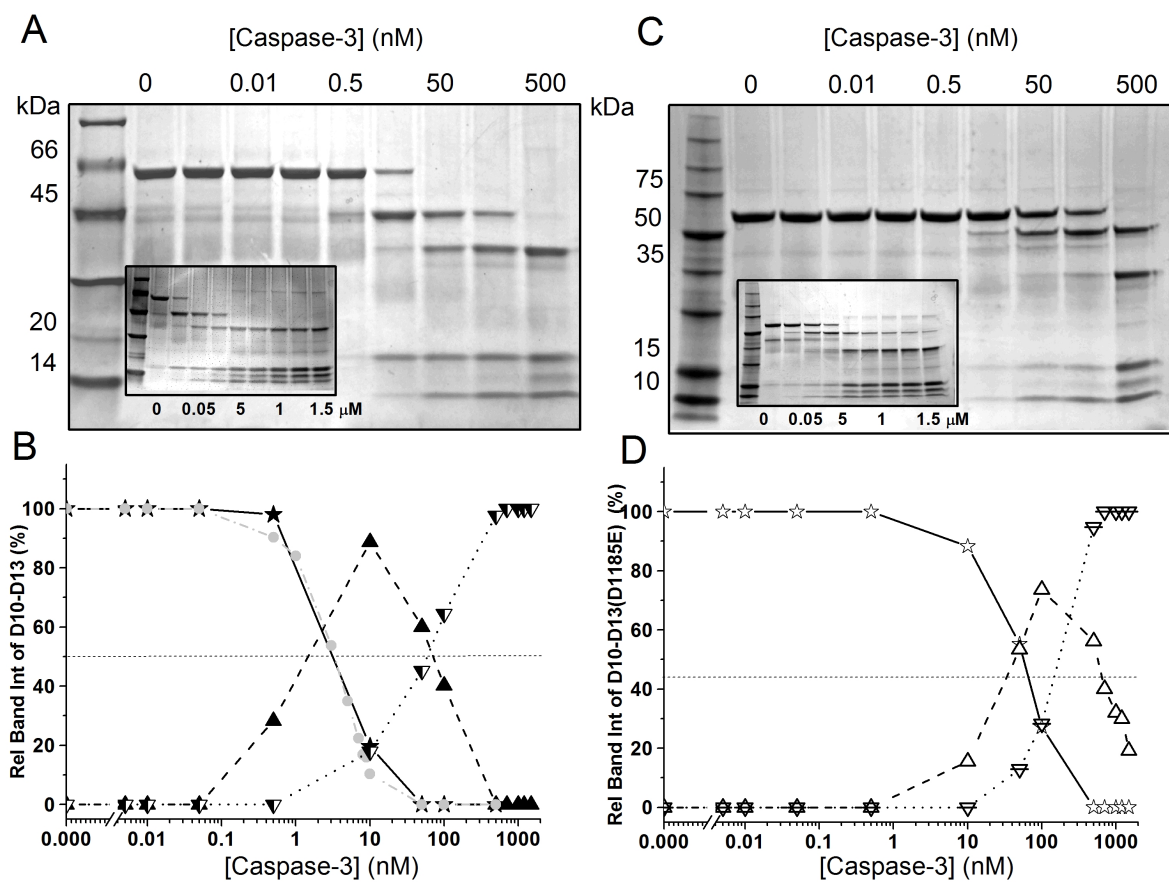 A
[Caspase-3] (nM)
0 0.01 0.5 50 500
kDa
66
45
20
14
0 0.05 5 1 1.5 μM
C
[Caspase-3] (nM)
0 0.01 0.5 50 500
kDa
75
50
35
15
10
0 0.05 5 1 1.5 μM
B
Rel Band Int of D10-D13 (%)
100
80
60
40
20
0
0.000 0.01 0.1 1 10 100 1000
[Caspase-3] (nM)
D
Rel Band Int of D10-D13(D1185E) (%)
100
80
60
40
20
0
0.000 0.01 0.1 1 10 100 1000
[Caspase-3] (nM)